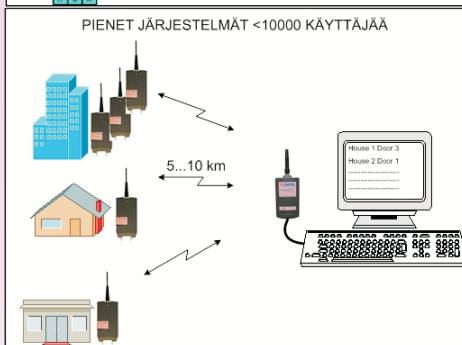 PIENET JÄRJESTELMÄT <10000 KÄYTTÄJÄÄ
House 1 Door 3
House 2 Door 1
5...10 km